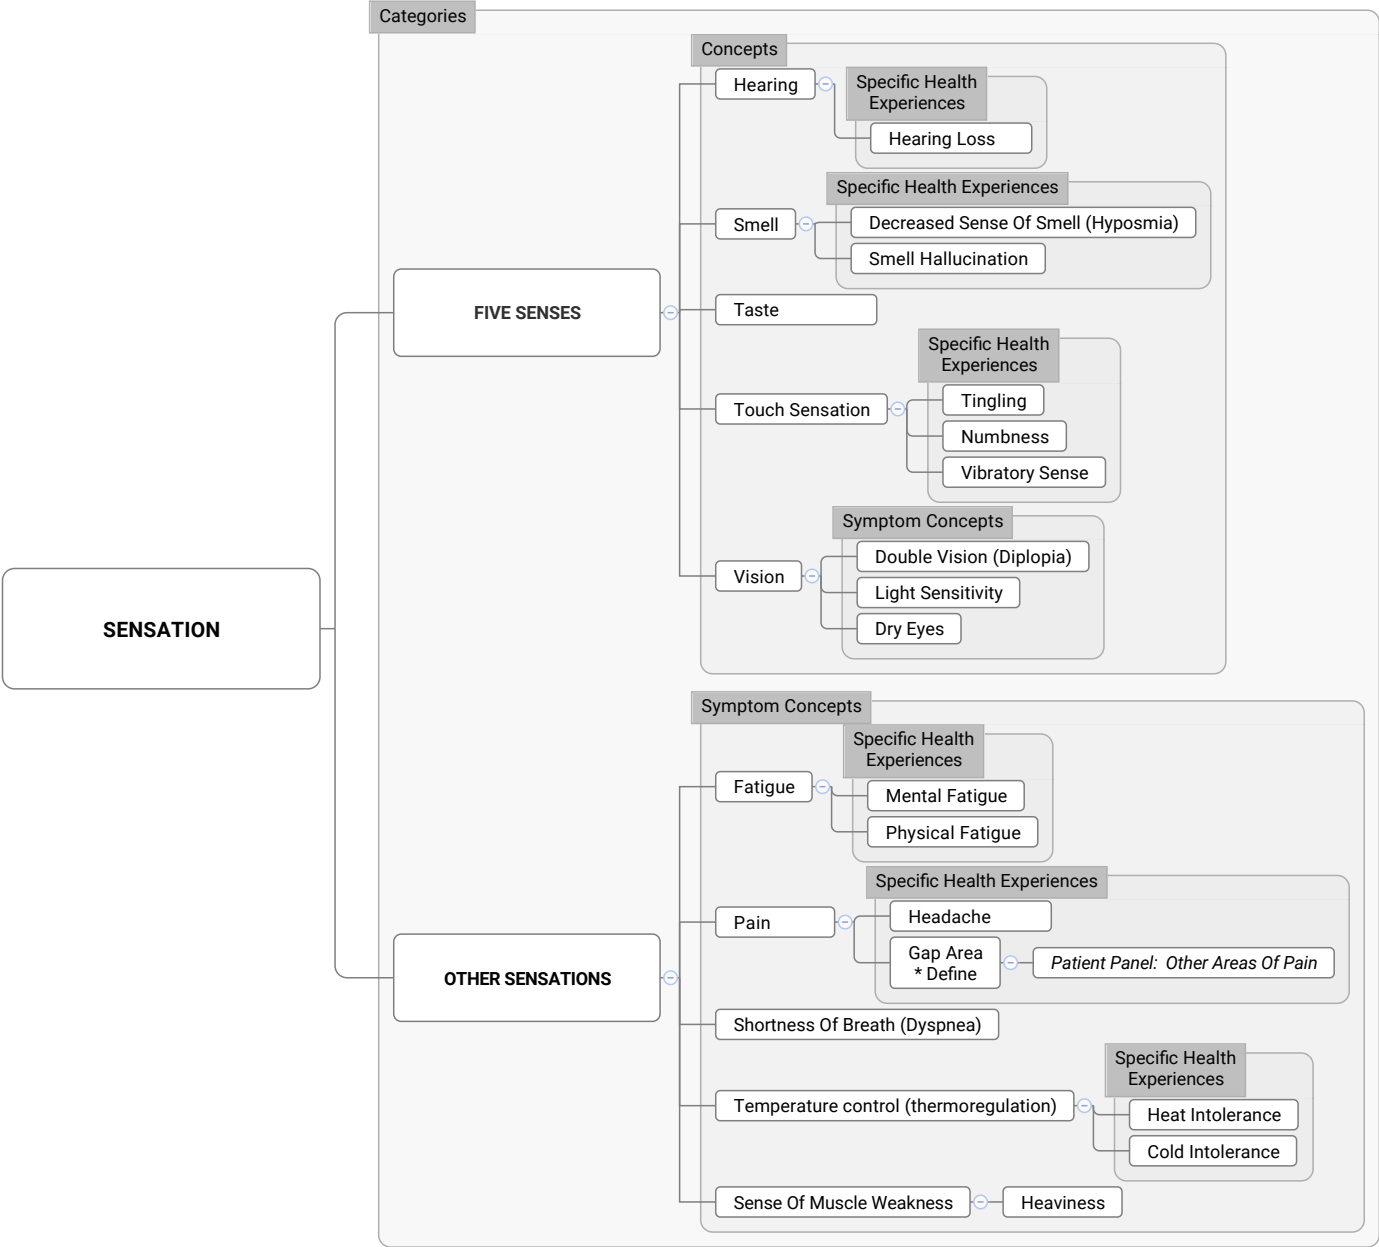 Categories
Concepts
Hearing
Specific Health
Experiences
Hearing Loss
Specific Health Experiences
Smell
Decreased Sense Of Smell (Hyposmia)
Smell Hallucination
FIVE SENSES
Taste
Specific Health
Experiences
Touch Sensation
Tingling
Numbness
Vibratory Sense
Symptom Concepts
Vision
Double Vision (Diplopia)
Light Sensitivity
Dry Eyes
SENSATION
Symptom Concepts
Specific Health
Experiences
Fatigue
Mental Fatigue
Physical Fatigue
Specific Health Experiences
Pain
Headache
Gap Area
* Define
Patient Panel: Other Areas Of Pain
OTHER SENSATIONS
Shortness Of Breath (Dyspnea)
Specific Health
Experiences
Temperature control (thermoregulation)
Heat Intolerance
Cold Intolerance
Sense Of Muscle Weakness
Heaviness